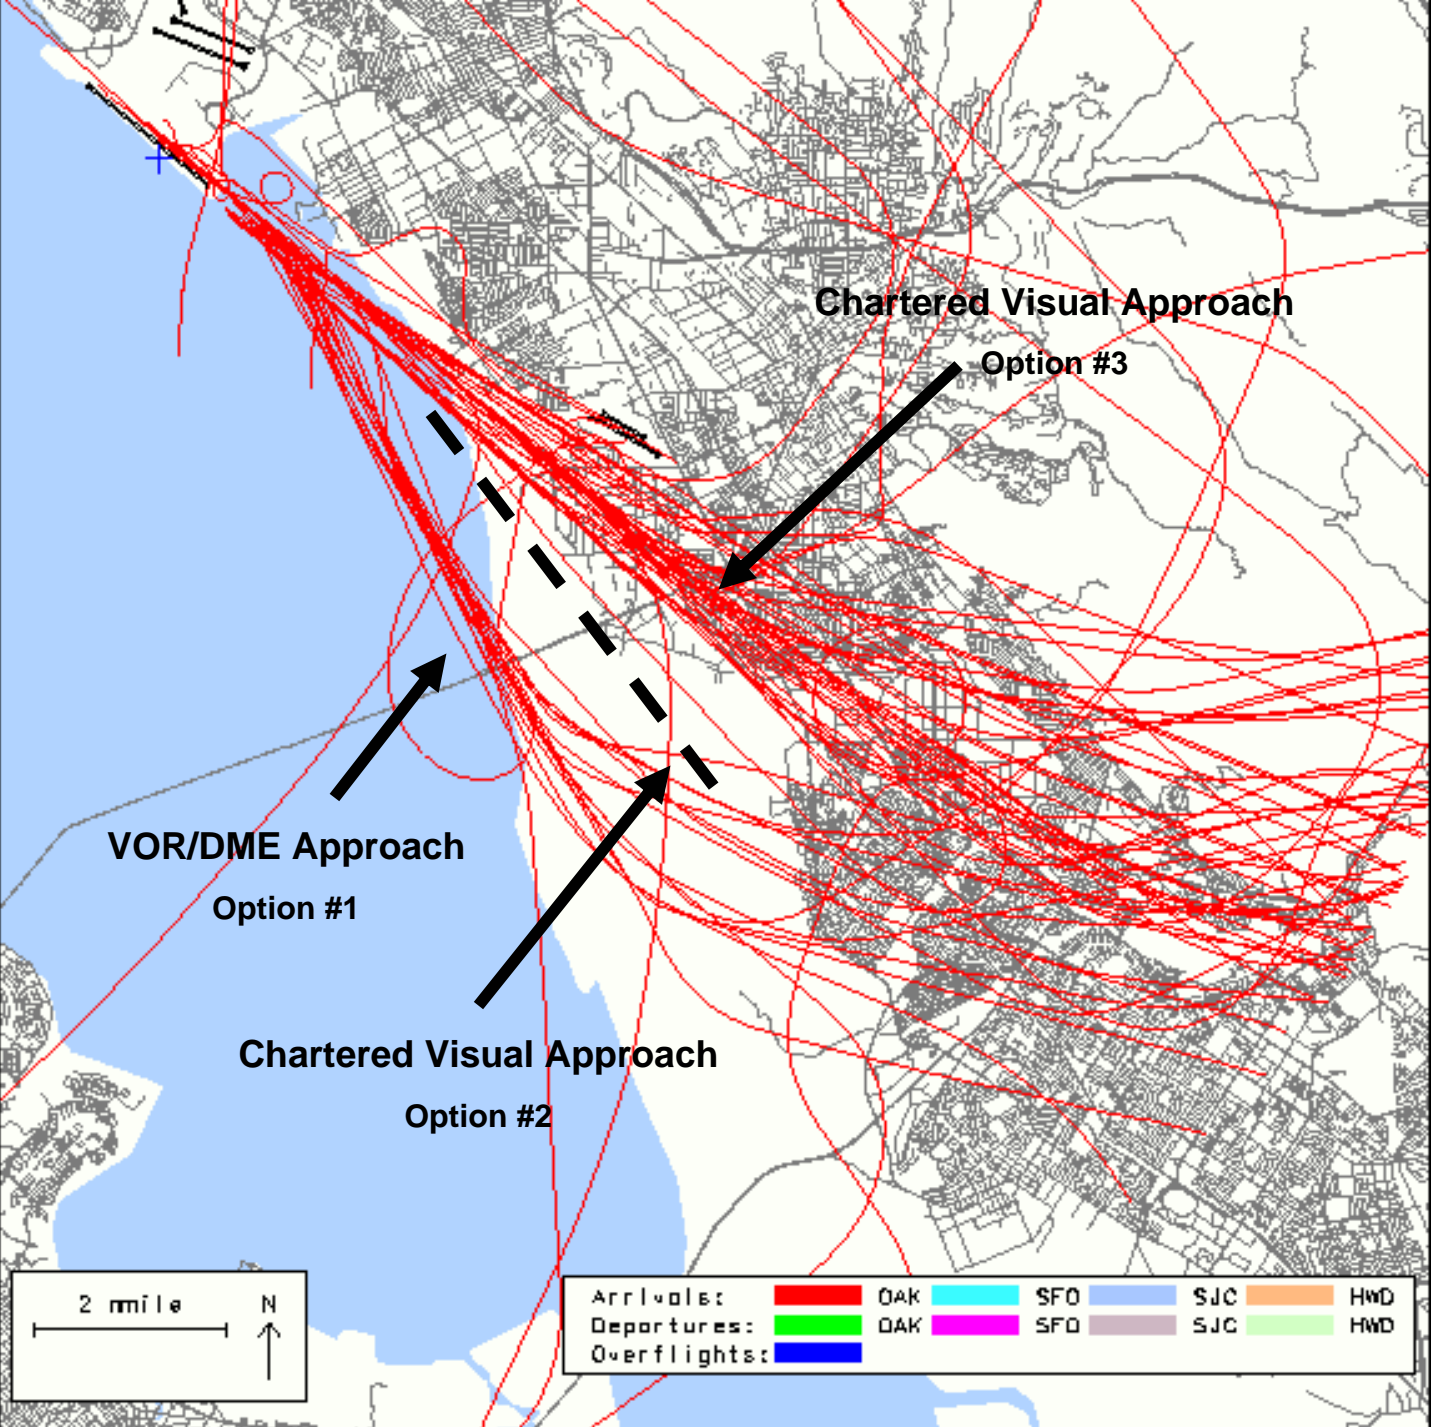 Chartered Visual Approach
Option #3
VOR/DME Approach
Option #1
Chartered Visual Approach
Option #2
2 nmile N
Arrivals: OAK SFO SJC HWD
Departures: OAK SFO SJC HWD
Overflights: